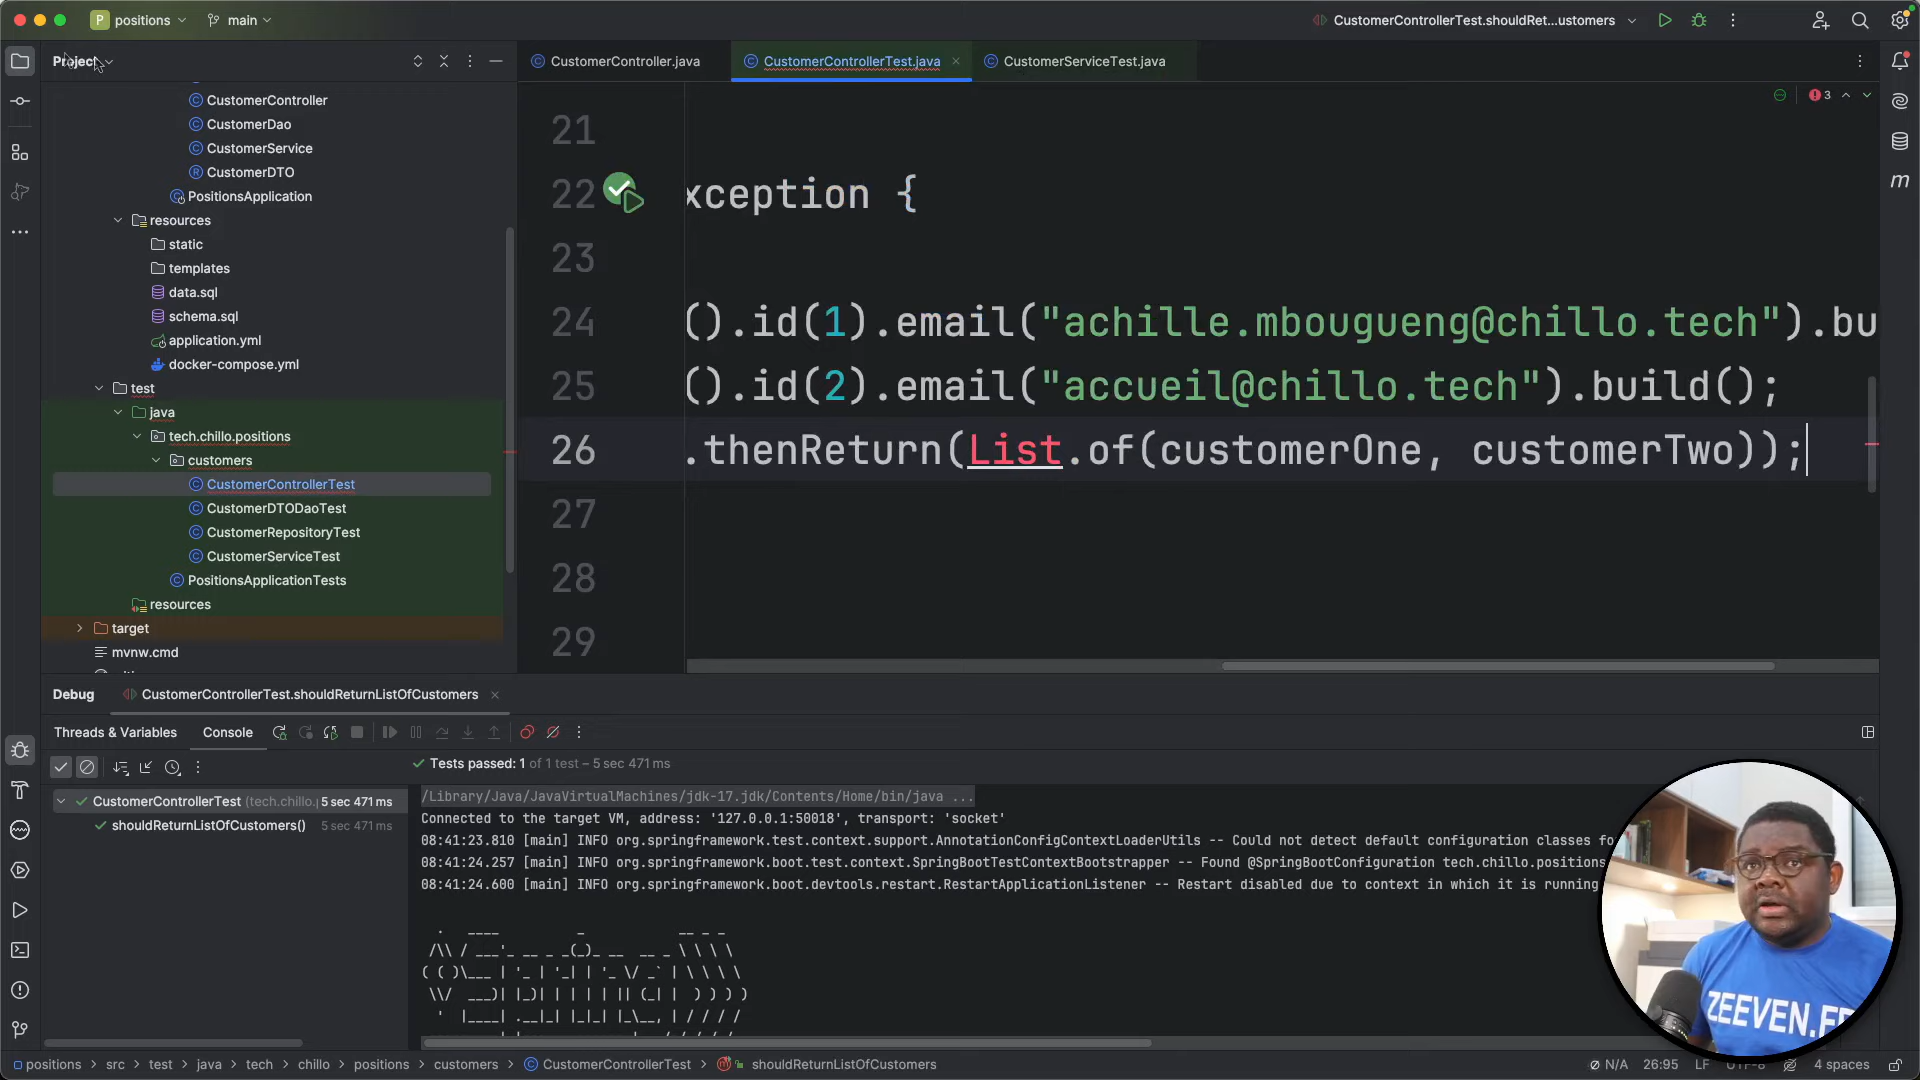 positions
main
CustomerControllerTest.shouldRet...ustomers
Project
CustomerController.java
CustomerControllerTest.java
CustomerServiceTest.java
CustomerController
CustomerDao
CustomerService
CustomerDTO
PositionsApplication
resources
static
templates
data.sql
schema.sql
application.yml
docker-compose.yml
test
java
tech.chillo.positions
customers
CustomerControllerTest
CustomerDTODaoTest
CustomerRepositoryTest
CustomerServiceTest
PositionsApplicationTests
resources
target
mvnw.cmd
3
21
22 xception {
23
24 ().id(1).email("achille.mbougueng@chillo.tech").bu
25 ().id(2).email("accueil@chillo.tech").build();
26 .thenReturn(List.of(customerOne, customerTwo));
27
28
29
Debug
CustomerControllerTest.shouldReturnListOfCustomers
Threads & Variables
Console
Tests passed: 1 of 1 test – 5 sec 471 ms
CustomerControllerTest (tech.chillo.p 5 sec 471 ms
shouldReturnListOfCustomers() 5 sec 471 ms
/Library/Java/JavaVirtualMachines/jdk-17.jdk/Contents/Home/bin/java ...
Connected to the target VM, address: '127.0.0.1:50018', transport: 'socket'
08:41:23.810 [main] INFO org.springframework.test.context.support.AnnotationConfigContextLoaderUtils -- Could not detect default configuration classes fo
08:41:24.257 [main] INFO org.springframework.boot.test.context.SpringBootTestContextBootstrapper -- Found @SpringBootConfiguration tech.chillo.positions
08:41:24.600 [main] INFO org.springframework.boot.devtools.restart.RestartApplicationListener -- Restart disabled due to context in which it is running
ZEEVEN.F
positions > src > test > java > tech > chillo > positions > customers > CustomerControllerTest > shouldReturnListOfCustomers
N/A
26:95
LF
UTF-8
4 spaces